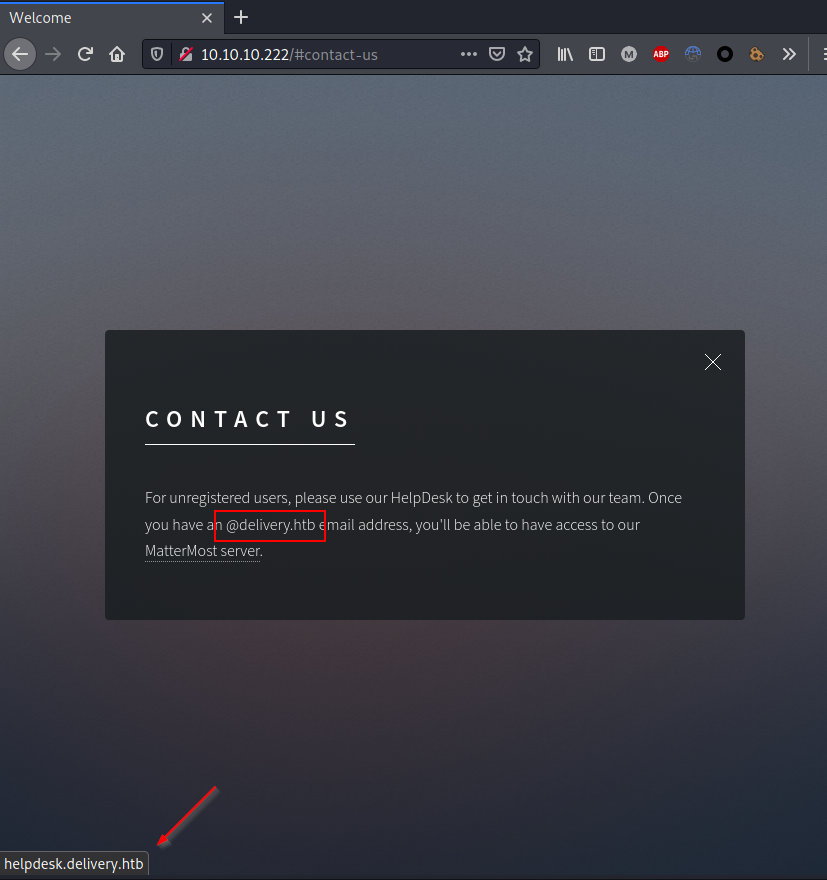 Welcome
10.10.10.222/#contact-us
M
ABP
CONTACT US
For unregistered users, please use our HelpDesk to get in touch with our team. Once
you have an @delivery.htb email address, you'll be able to have access to our
MatterMost server.
helpdesk.delivery.htb